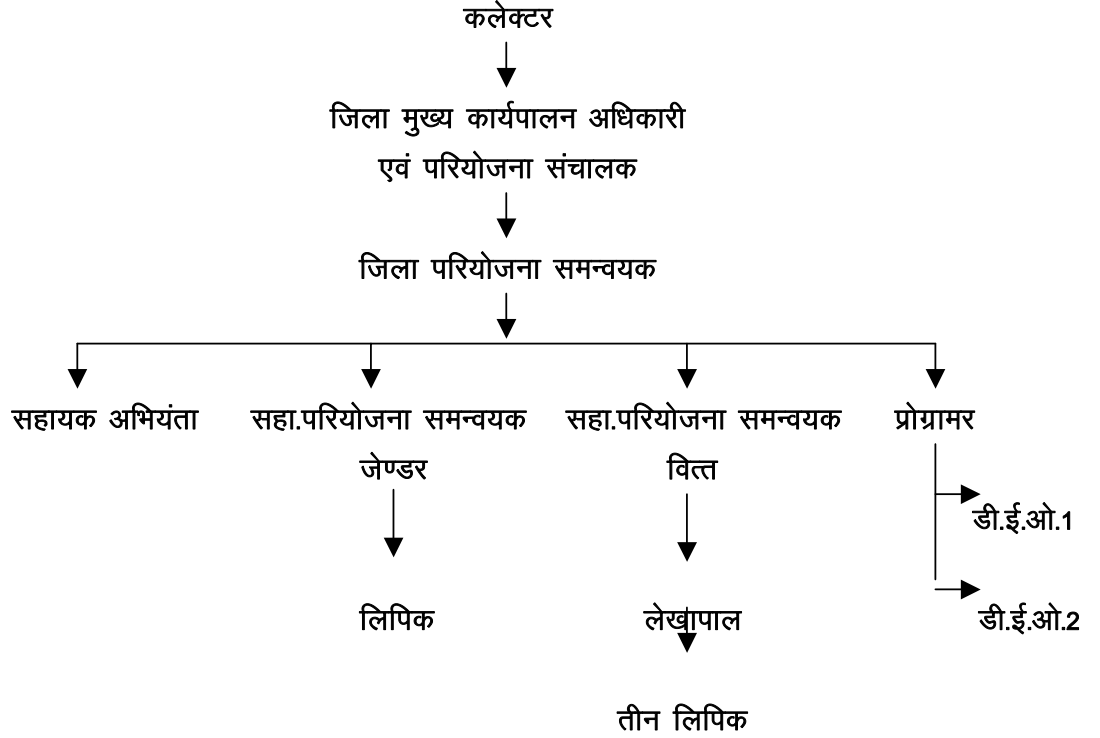 कलेक्टर
जिला मुख्य कार्यपालन अधिकारी
एवं परियोजना संचालक
जिला परियोजना समन्वयक
सहायक अभियंता
सहा.परियोजना समन्वयक
जेण्डर
सहा.परियोजना समन्वयक
वित्त
प्रोग्रामर
डी.ई.ओ.1
लिपिक
लेखापाल
डी.ई.ओ.2
तीन लिपिक